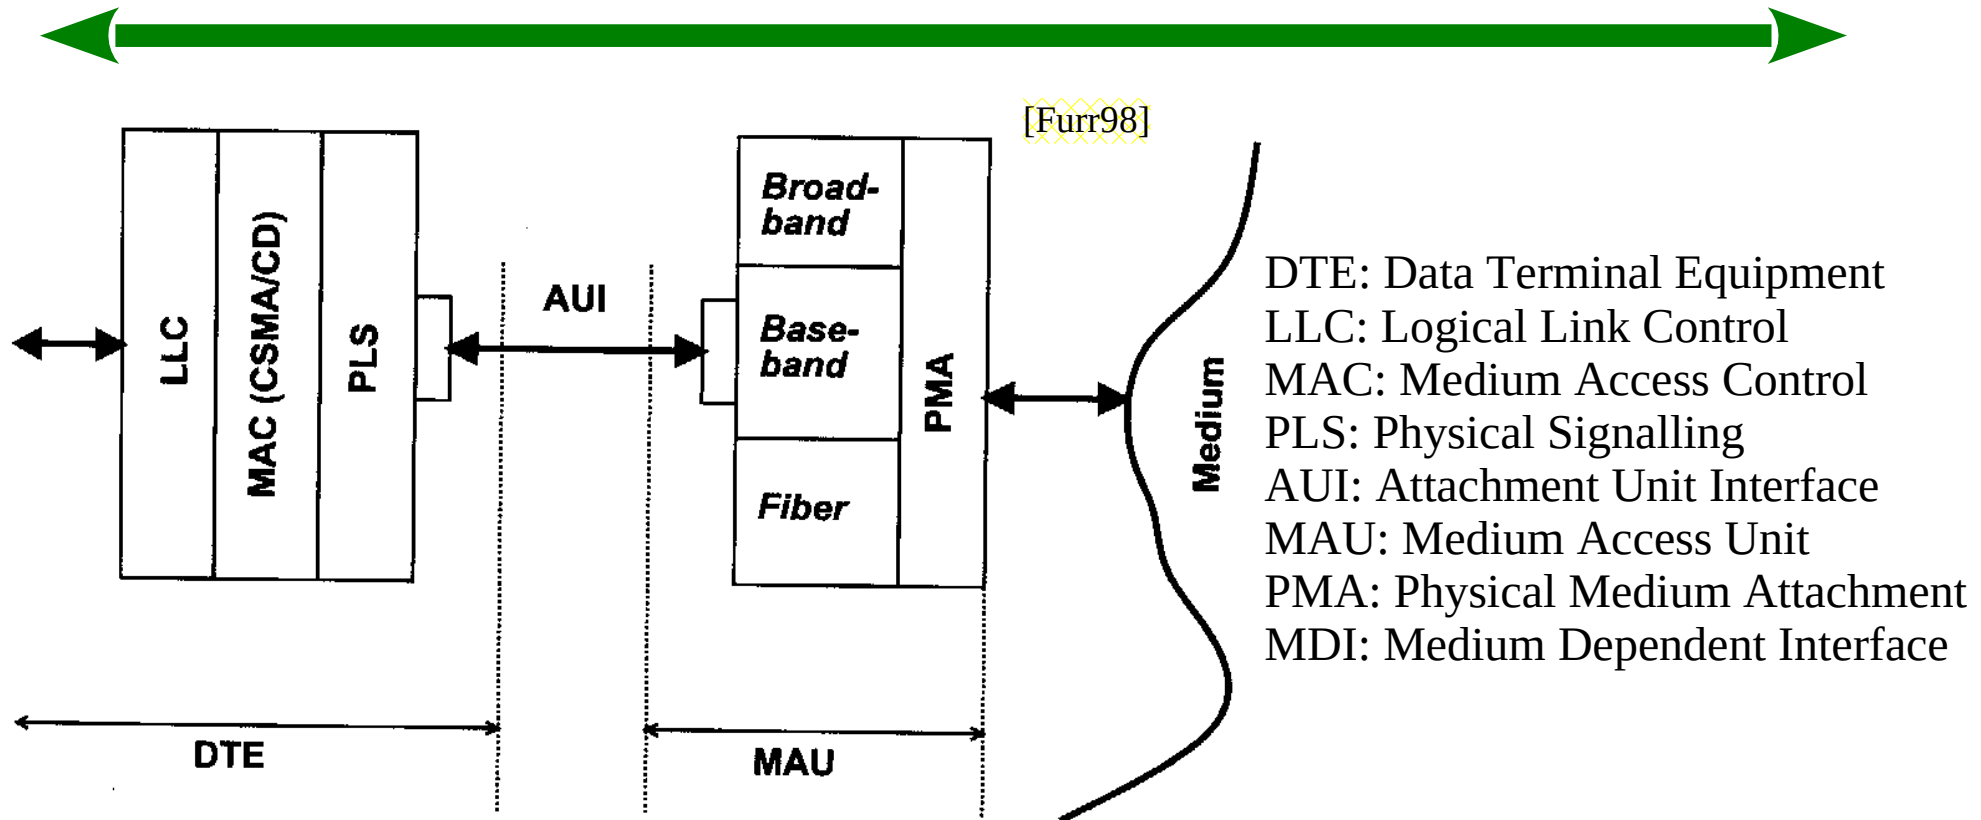 [Furr98]
LLC
MAC (CSMA/CD)
PLS
AUI
Broad-
band
Base-
band
Fiber
PMA
Medium
DTE
MAU
DTE: Data Terminal Equipment
LLC: Logical Link Control
MAC: Medium Access Control
PLS: Physical Signalling
AUI: Attachment Unit Interface
MAU: Medium Access Unit
PMA: Physical Medium Attachment
MDI: Medium Dependent Interface